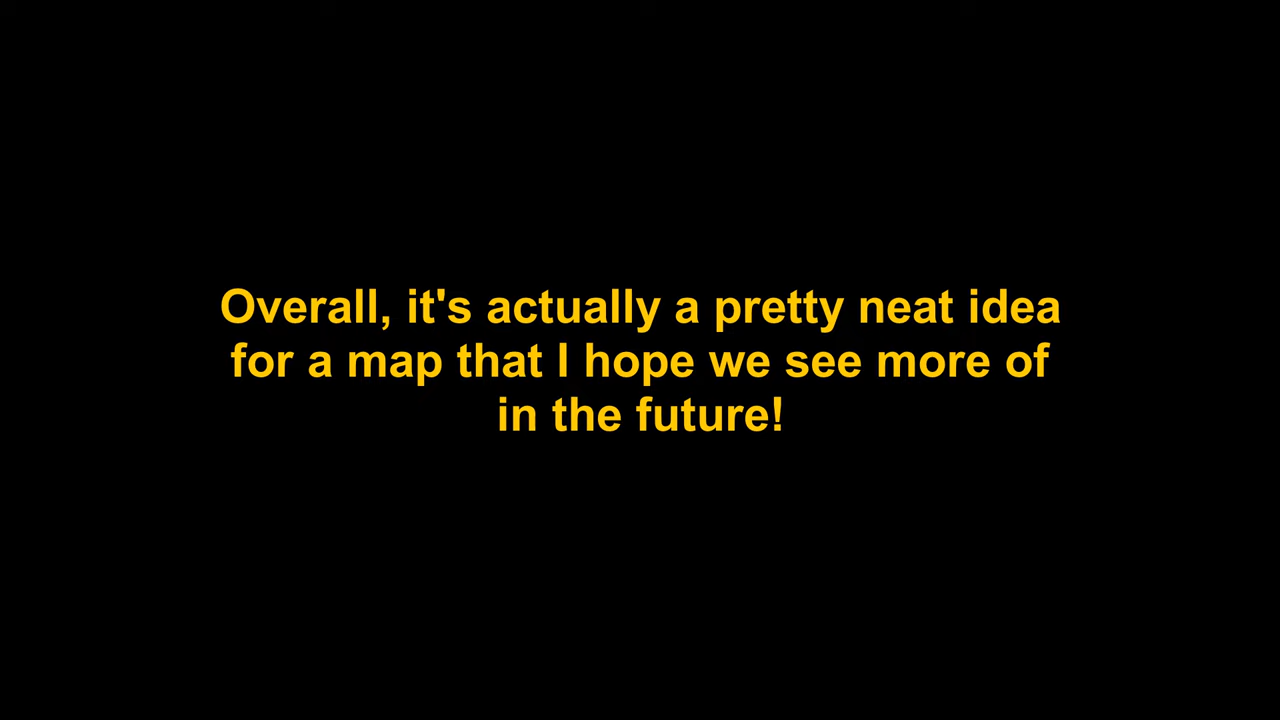 Overall, it's actually a pretty neat idea
for a map that I hope we see more of
in the future!